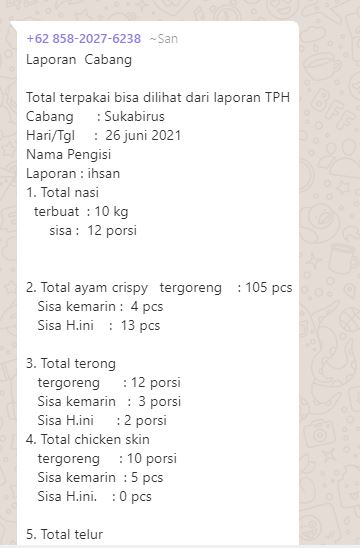 +62 858-2027-6238 ~San
Laporan Cabang
Total terpakai bisa dilihat dari laporan TPH
Cabang : Sukabirus
Hari/Tgl : 26 juni 2021
Nama Pengisi
Laporan : ihsan
1. Total nasi
terbuat : 10 kg
sisa : 12 porsi
2. Total ayam crispy tergoreng : 105 pcs
Sisa kemarin : 4 pcs
Sisa H.ini : 13 pcs
3. Total terong
tergoreng : 12 porsi
Sisa kemarin : 3 porsi
Sisa H.ini : 2 porsi
4. Total chicken skin
tergoreng : 10 porsi
Sisa kemarin : 5 pcs
Sisa H.ini. : 0 pcs
5. Total telur